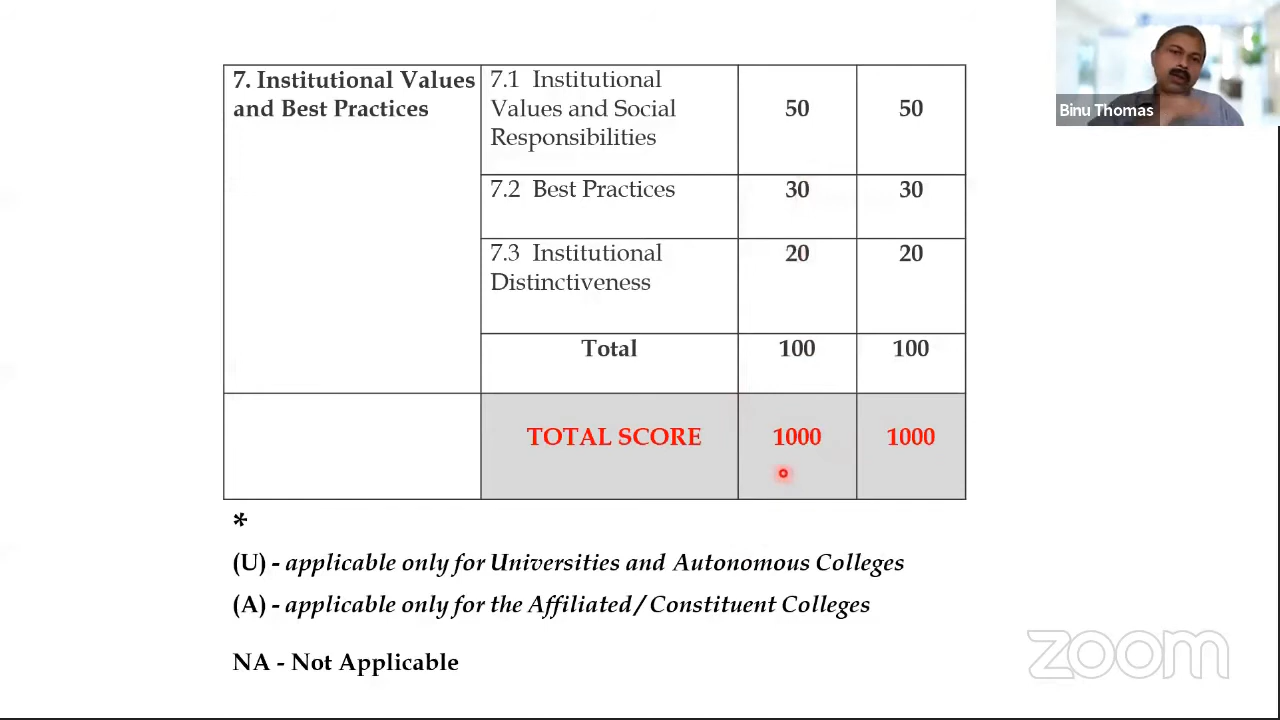 7. Institutional Values
and Best Practices
7.1 Institutional
Values and Social
Responsibilities
50
50
7.2 Best Practices
30
30
7.3 Institutional
Distinctiveness
20
20
Total
100
100
TOTAL SCORE
1000
1000
*
(U) - applicable only for Universities and Autonomous Colleges
(A) - applicable only for the Affiliated/Constituent Colleges
NA - Not Applicable
Binu Thomas
zoom